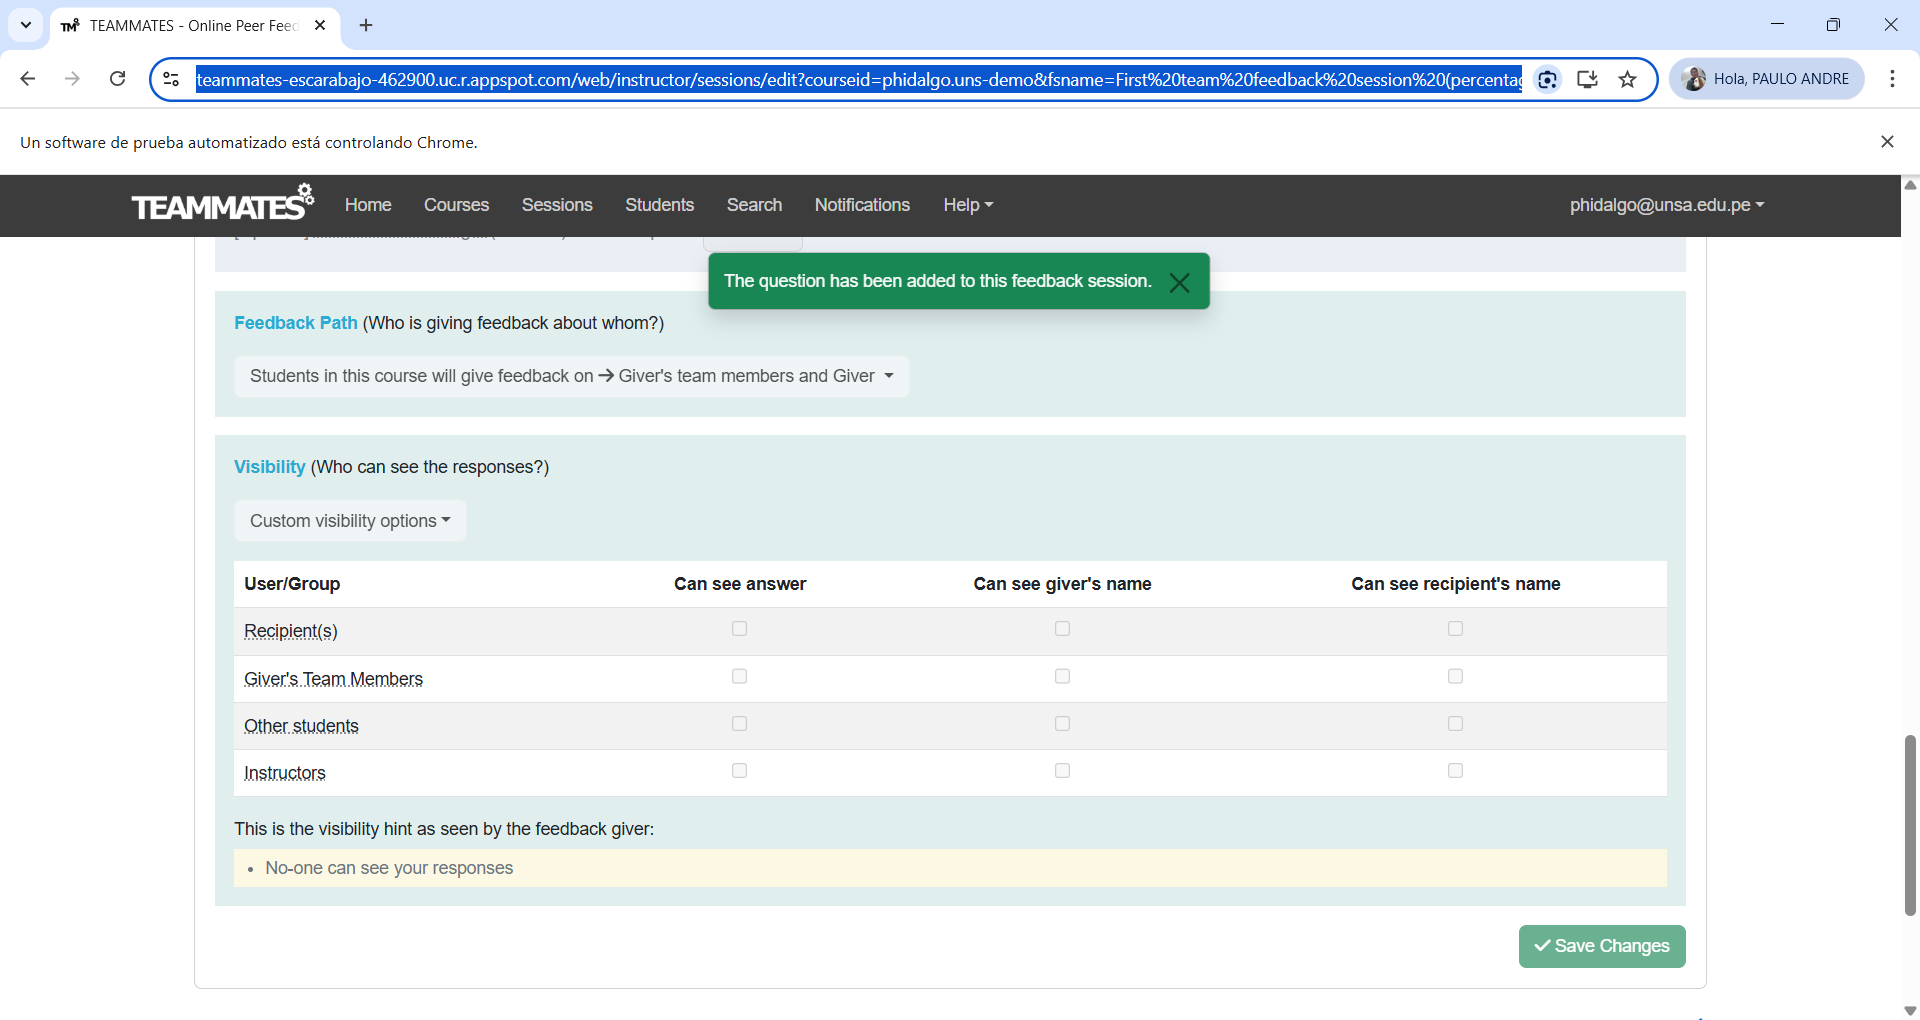 TEAMMATES - Online Peer Feed
teammates-escarabajo-462900.uc.r.appspot.com/web/instructor/sessions/edit?courseid=phidalgo.uns-demo&fsname=First%20team%20feedback%20session%20(percentag
Hola, PAULO ANDRE
Un software de prueba automatizado está controlando Chrome.
TEAMMATES Home Courses Sessions Students Search Notifications Help phidalgo@unsa.edu.pe
The question has been added to this feedback session.
Feedback Path (Who is giving feedback about whom?)
Students in this course will give feedback on → Giver's team members and Giver
Visibility (Who can see the responses?)
Custom visibility options
User/Group Can see answer Can see giver's name Can see recipient's name
Recipient(s)
Giver's Team Members
Other students
Instructors
This is the visibility hint as seen by the feedback giver:
• No-one can see your responses
Save Changes